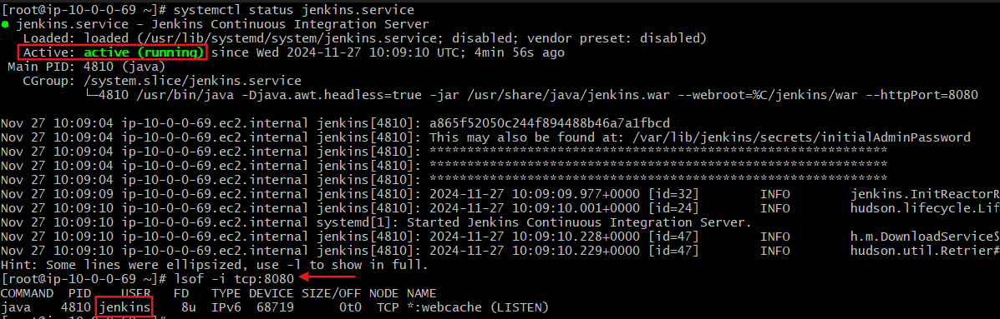 [root@ip-10-0-0-69 ~]# systemctl status jenkins.service
● jenkins.service - Jenkins Continuous Integration Server
   Loaded: loaded (/usr/lib/systemd/system/jenkins.service; disabled; vendor preset: disabled)
   Active: active (running) since Wed 2024-11-27 10:09:10 UTC; 4min 56s ago
 Main PID: 4810 (java)
   CGroup: /system.slice/jenkins.service
           └─4810 /usr/bin/java -Djava.awt.headless=true -jar /usr/share/java/jenkins.war --webroot=%C/jenkins/war --httpPort=8080
Nov 27 10:09:04 ip-10-0-0-69.ec2.internal jenkins[4810]: a865f52050c244f894488b46a7a1fbcd
Nov 27 10:09:04 ip-10-0-0-69.ec2.internal jenkins[4810]: This may also be found at: /var/lib/jenkins/secrets/initialAdminPassword
Nov 27 10:09:04 ip-10-0-0-69.ec2.internal jenkins[4810]: *************************************************************
Nov 27 10:09:04 ip-10-0-0-69.ec2.internal jenkins[4810]: *************************************************************
Nov 27 10:09:04 ip-10-0-0-69.ec2.internal jenkins[4810]: *************************************************************
Nov 27 10:09:09 ip-10-0-0-69.ec2.internal jenkins[4810]: 2024-11-27 10:09:09.977+0000 [id=32]        INFO        jenkins.InitReactorR
Nov 27 10:09:10 ip-10-0-0-69.ec2.internal jenkins[4810]: 2024-11-27 10:09:10.001+0000 [id=24]        INFO        hudson.lifecycle.Lif
Nov 27 10:09:10 ip-10-0-0-69.ec2.internal systemd[1]: Started Jenkins Continuous Integration Server.
Nov 27 10:09:10 ip-10-0-0-69.ec2.internal jenkins[4810]: 2024-11-27 10:09:10.228+0000 [id=47]        INFO        h.m.DownloadService$
Nov 27 10:09:10 ip-10-0-0-69.ec2.internal jenkins[4810]: 2024-11-27 10:09:10.229+0000 [id=47]        INFO        hudson.util.Retrier#
Hint: Some lines were ellipsized, use -l to show in full.
[root@ip-10-0-0-69 ~]# lsof -i tcp:8080
COMMAND  PID    USER   FD   TYPE DEVICE SIZE/OFF NODE NAME
java    4810 jenkins    8u  IPv6  68719      0t0  TCP *:webcache (LISTEN)